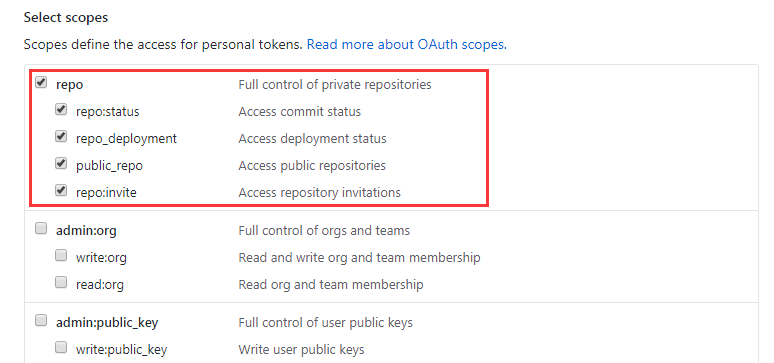 Select scopes
Scopes define the access for personal tokens. Read more about OAuth scopes.
repo Full control of private repositories
repo:status Access commit status
repo_deployment Access deployment status
public_repo Access public repositories
repo:invite Access repository invitations
admin:org Full control of orgs and teams
write:org Read and write org and team membership
read:org Read org and team membership
admin:public_key Full control of user public keys
write:public_key Write user public keys